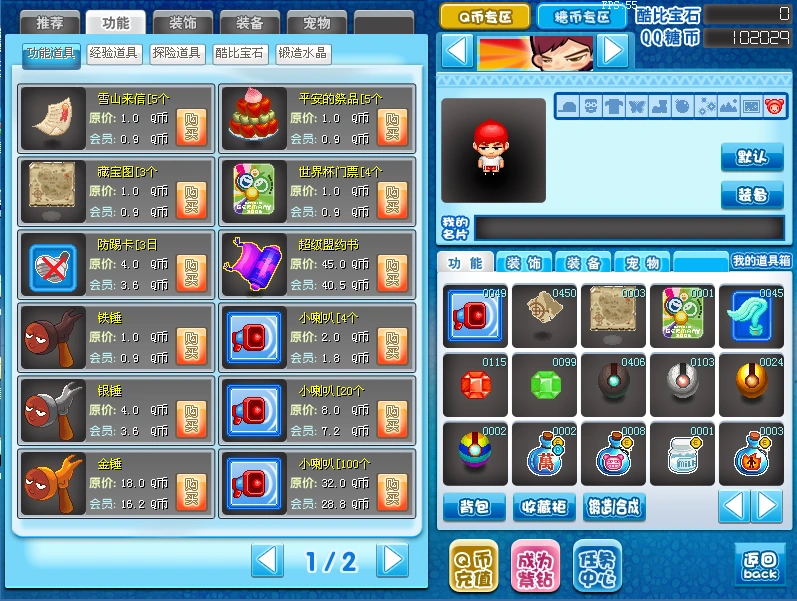 推荐 功能 装饰 装备 宠物
功能道具 经验道具 探险道具 酷比宝石 锻造水晶
雪山来信[5个
原价: 1.0 Q币
会员: 0.9 Q币
购买
平安的祭品[5个
原价: 1.0 Q币
会员: 0.9 Q币
购买
藏宝图[3个
原价: 1.0 Q币
会员: 0.9 Q币
购买
世界杯门票[4个
原价: 1.0 Q币
会员: 0.9 Q币
购买
GERMANY
防踢卡[3日
原价: 4.0 Q币
会员: 3.6 Q币
购买
超级盟约书
原价: 45.0 Q币
会员: 40.5 Q币
购买
铁锤
原价: 1.0 Q币
会员: 0.9 Q币
购买
小喇叭[4个
原价: 2.0 Q币
会员: 1.8 Q币
购买
银锤
原价: 4.0 Q币
会员: 3.6 Q币
购买
小喇叭[20个
原价: 8.0 Q币
会员: 7.2 Q币
购买
金锤
原价: 18.0 Q币
会员: 16.2 Q币
购买
小喇叭[100个
原价: 32.0 Q币
会员: 28.8 Q币
购买
1/2
Q币专区 糖币专区
FPS:55
酷比宝石 0
QQ糖币 102029
默认
装备
我的名片
功能 装饰 装备 宠物 我的道具箱
0049 0450 0003 0001 0045
GERMANY
0115 0099 0406 0103 0024
0002 0002 0008 0001 0003
萬
背包 收藏柜 锻造/合成
Q币充值
成为紫钻
任务中心
返回
back